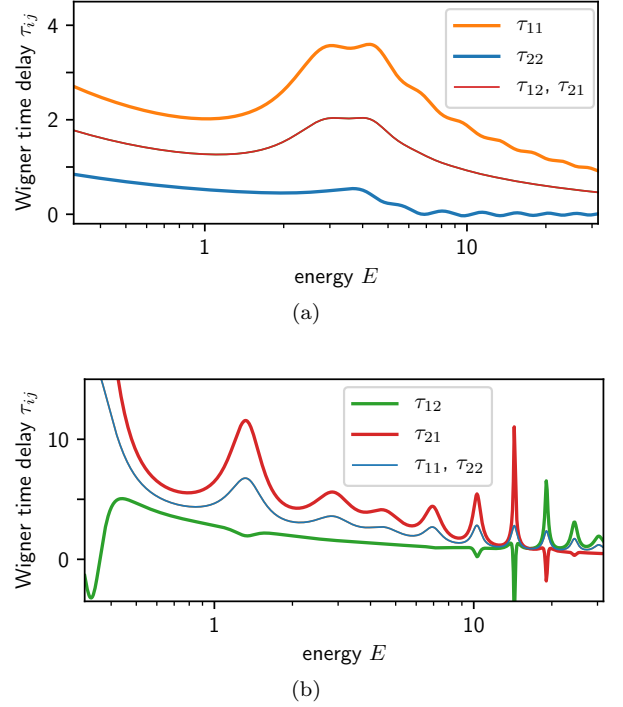 4
2
0
Wigner time delay τij
τ11
τ22
τ12, τ21
1
10
energy E
(a)
10
0
Wigner time delay τij
τ12
τ21
τ11, τ22
1
10
energy E
(b)